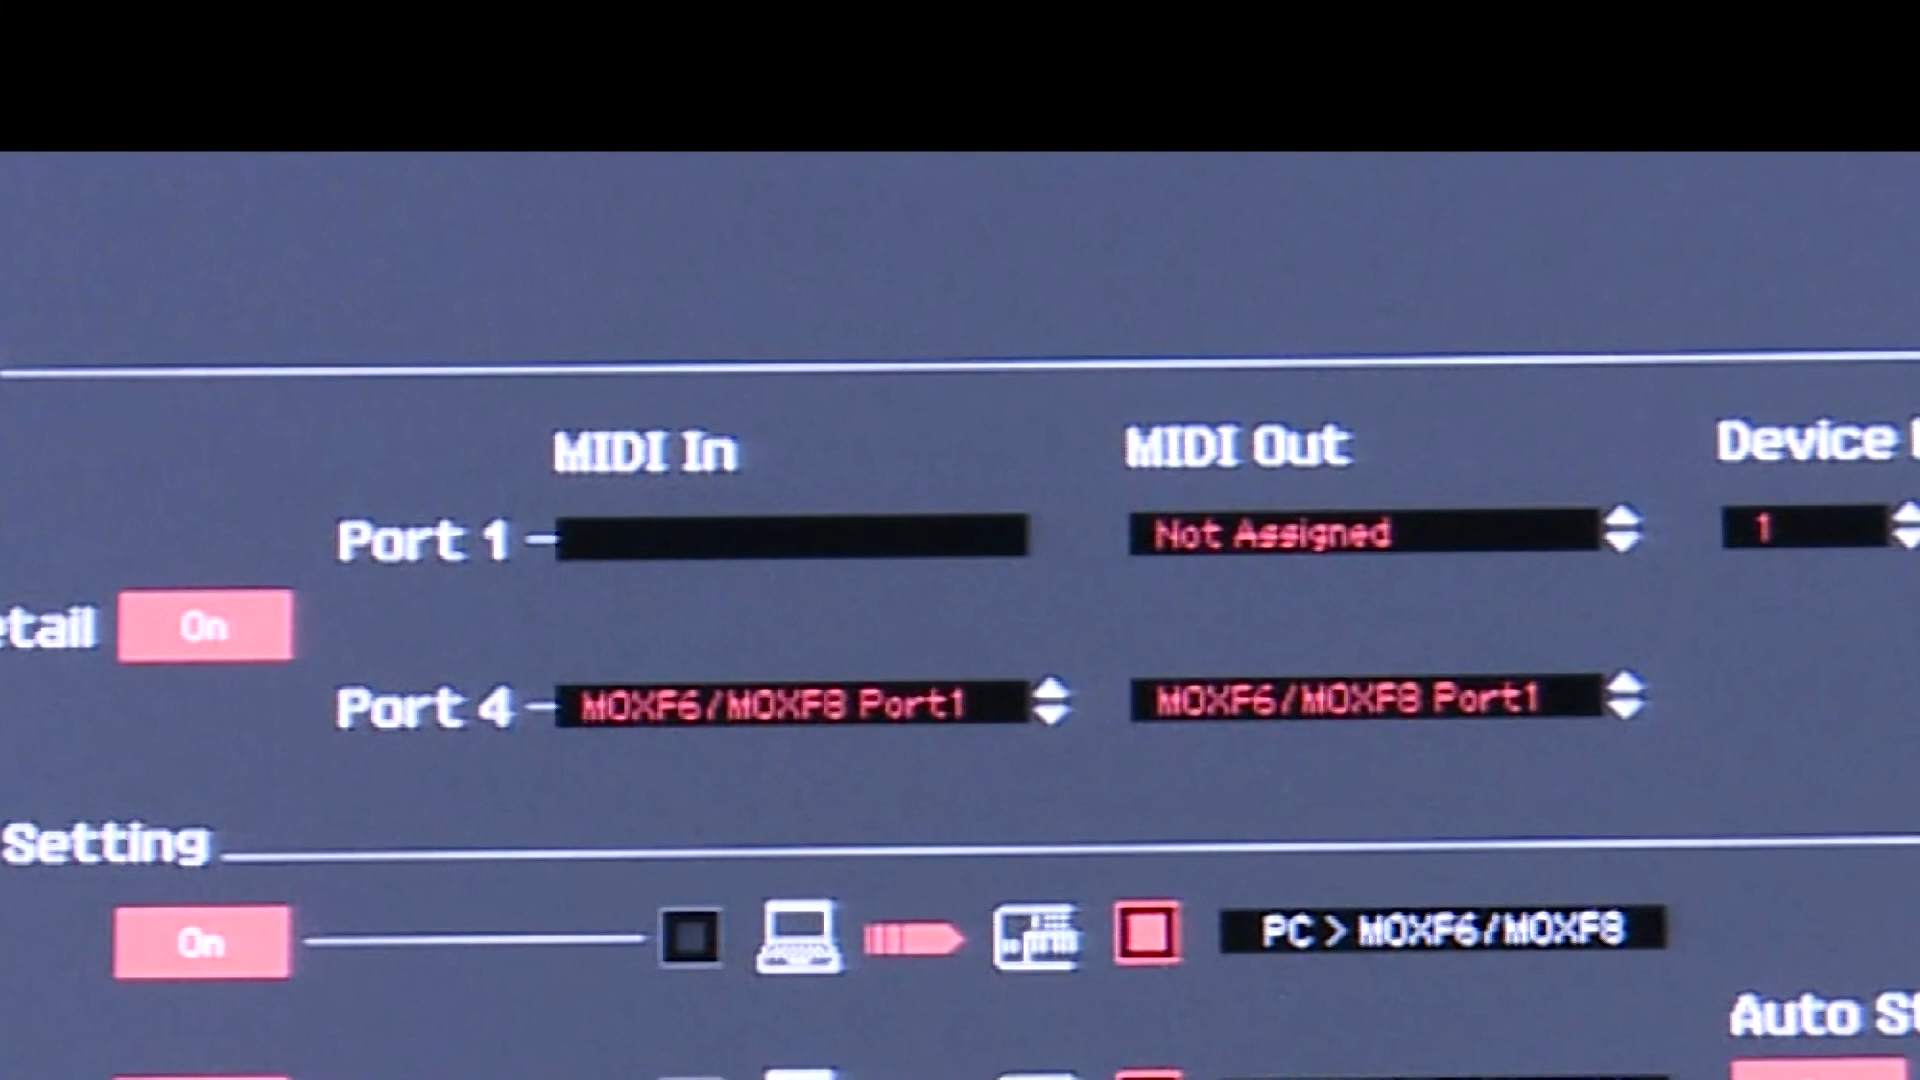 MIDI In MIDI Out Device
Port 1 Not Assigned 1
On
Port 4 MOXF6/MOXF8 Port1 MOXF6/MOXF8 Port1
Setting
On PC > MOXF6/MOXF8
Auto